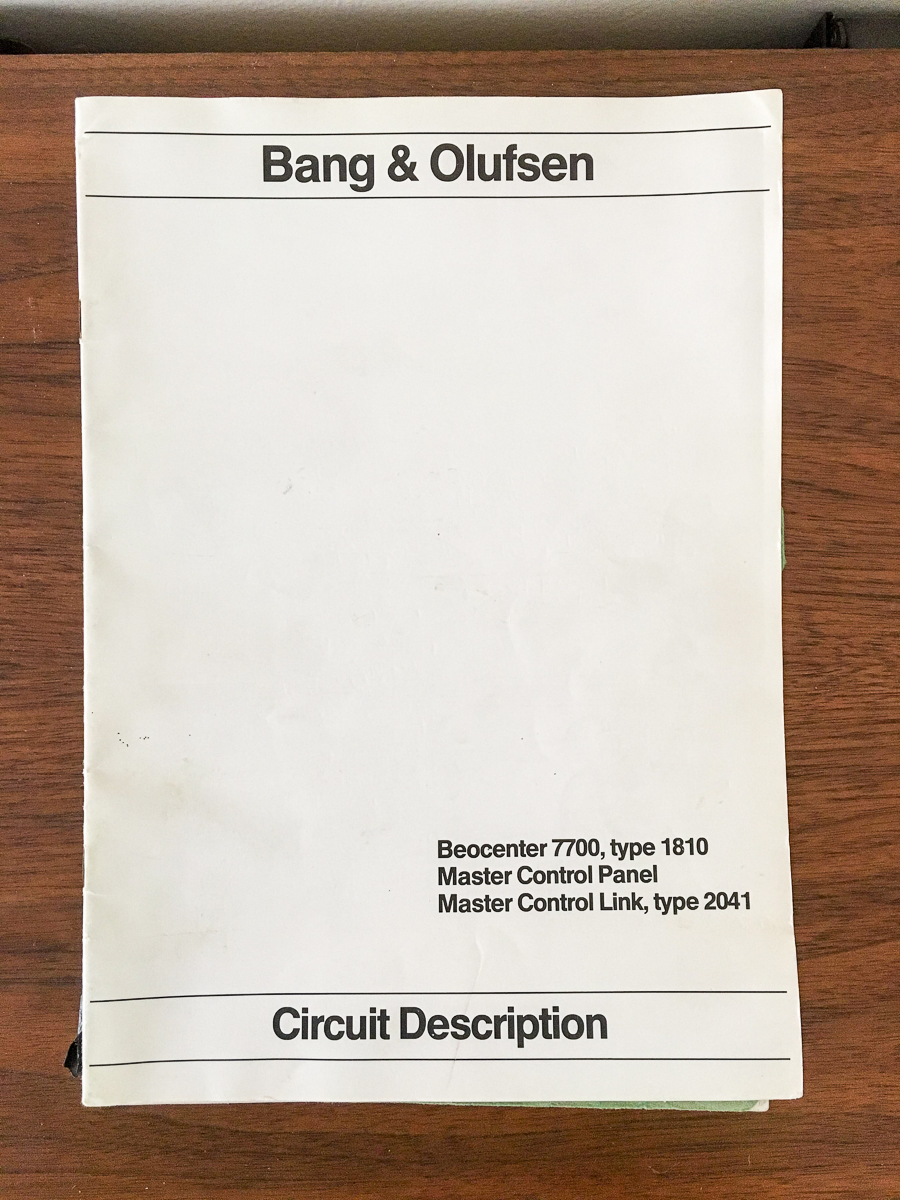 Bang & Olufsen
Beocenter 7700, type 1810
Master Control Panel
Master Control Link, type 2041
Circuit Description